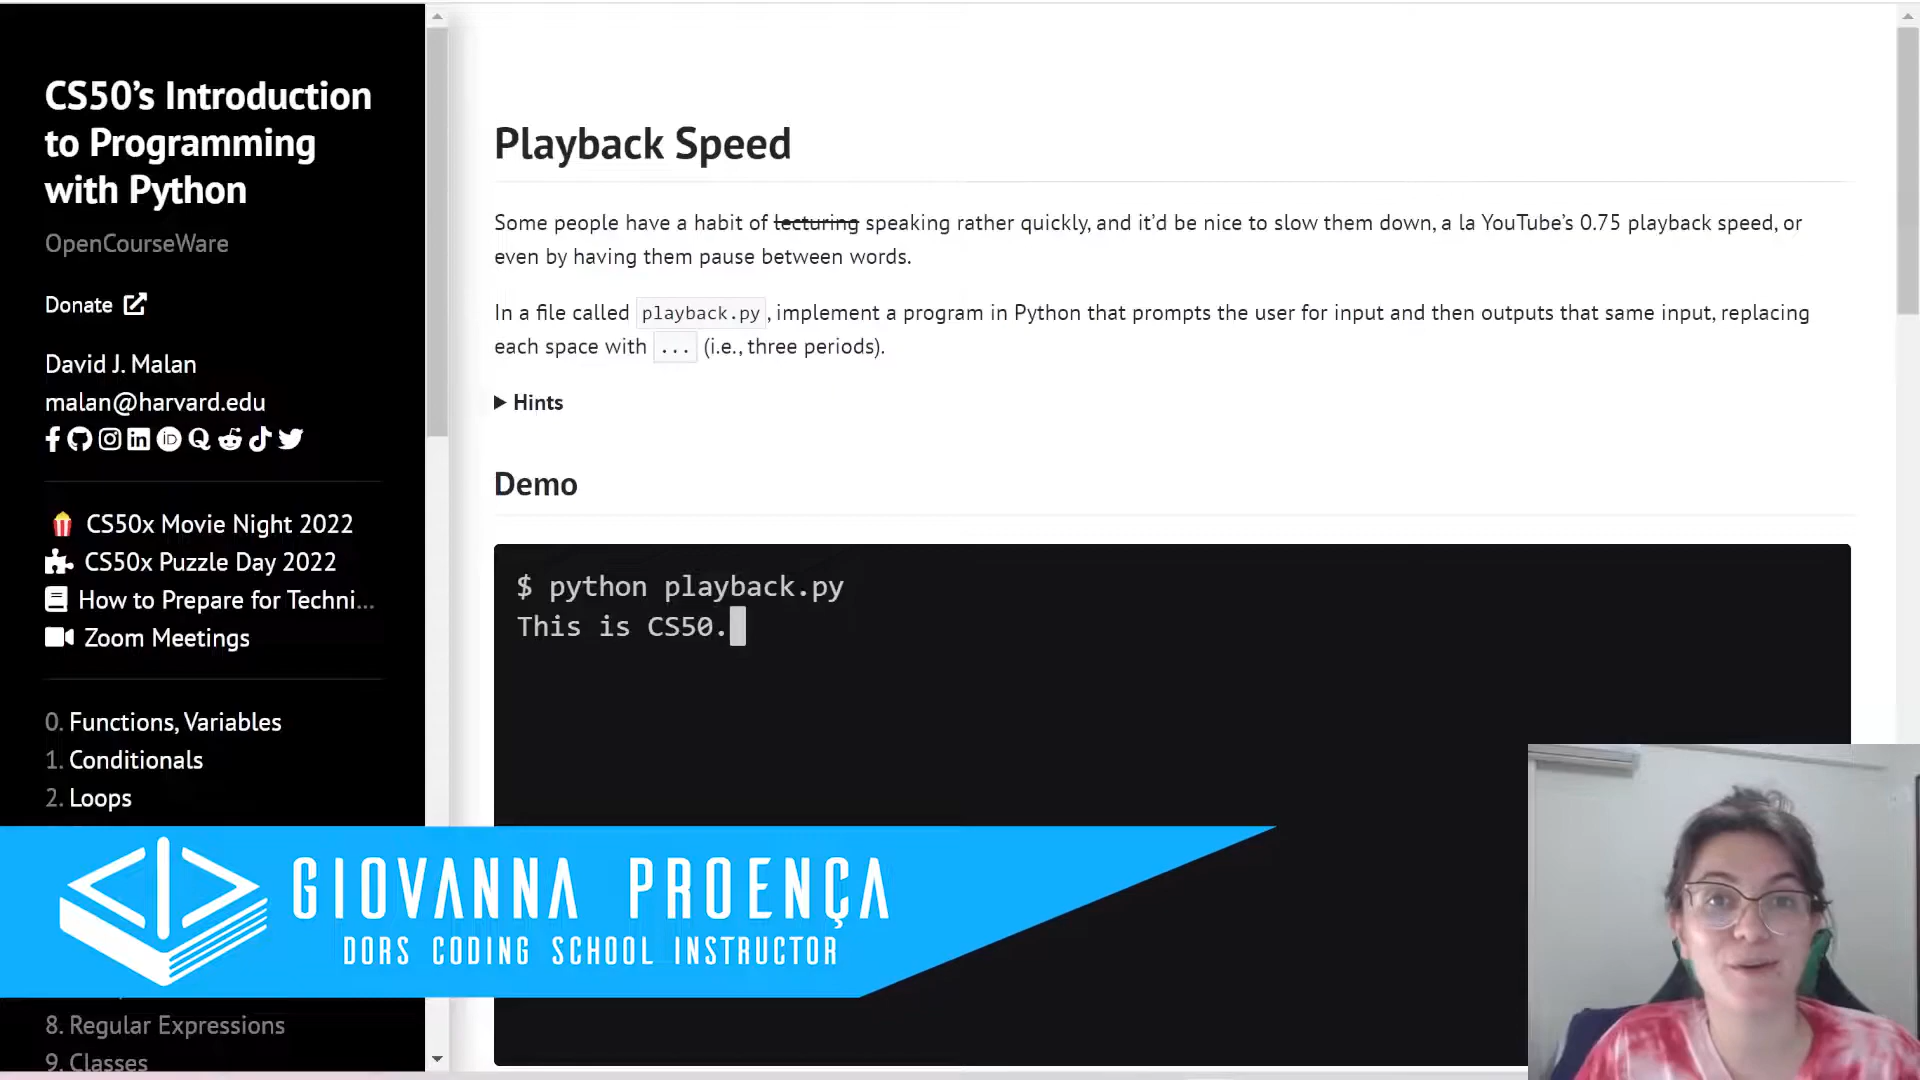 CS50’s Introduction
to Programming
with Python
OpenCourseWare
Donate
David J. Malan
malan@harvard.edu
CS50x Movie Night 2022
CS50x Puzzle Day 2022
How to Prepare for Techni...
Zoom Meetings
0. Functions, Variables
1. Conditionals
2. Loops
8. Regular Expressions
9. Classes
Playback Speed
Some people have a habit of lecturing speaking rather quickly, and it’d be nice to slow them down, a la YouTube’s 0.75 playback speed, or
even by having them pause between words.
In a file called playback.py, implement a program in Python that prompts the user for input and then outputs that same input, replacing
each space with ... (i.e., three periods).
Hints
Demo
$ python playback.py
This is CS50.
GIOVANNA PROENÇA
DORS CODING SCHOOL INSTRUCTOR